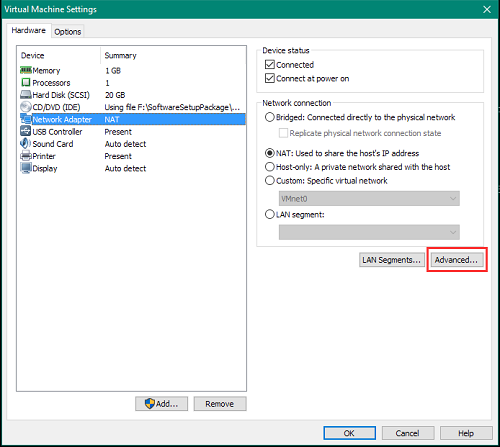 Virtual Machine Settings
Hardware Options
Device Summary
Memory 1 GB
Processors 1
Hard Disk (SCSI) 20 GB
CD/DVD (IDE) Using file F:\SoftwareSetupPackage\,...
Network Adapter NAT
USB Controller Present
Sound Card Auto detect
Printer Present
Display Auto detect
Add... Remove
Device status
Connected
Connect at power on
Network connection
Bridged: Connected directly to the physical network
Replicate physical network connection state
NAT: Used to share the host's IP address
Host-only: A private network shared with the host
Custom: Specific virtual network
VMnet0
LAN segment:
LAN Segments... Advanced...
OK Cancel Help